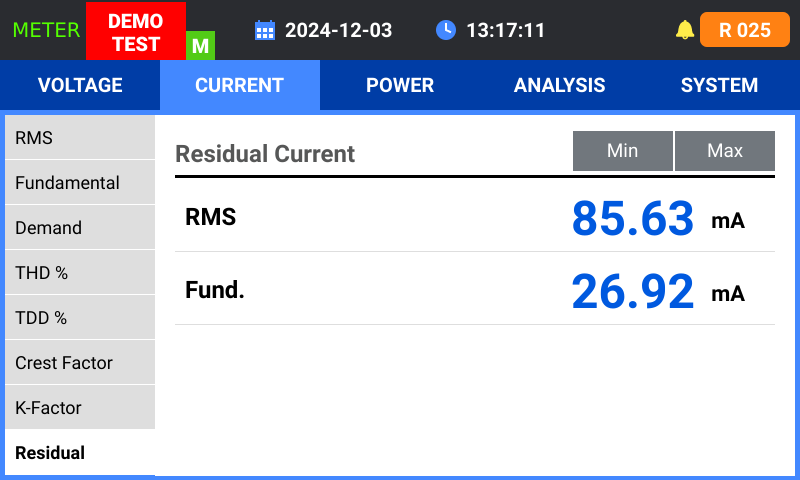 METER
DEMO
TEST
M
2024-12-03
13:17:11
R 025
VOLTAGE
CURRENT
POWER
ANALYSIS
SYSTEM
RMS
Fundamental
Demand
THD %
TDD %
Crest Factor
K-Factor
Residual
Residual Current
Min
Max
RMS
85.63 mA
Fund.
26.92 mA